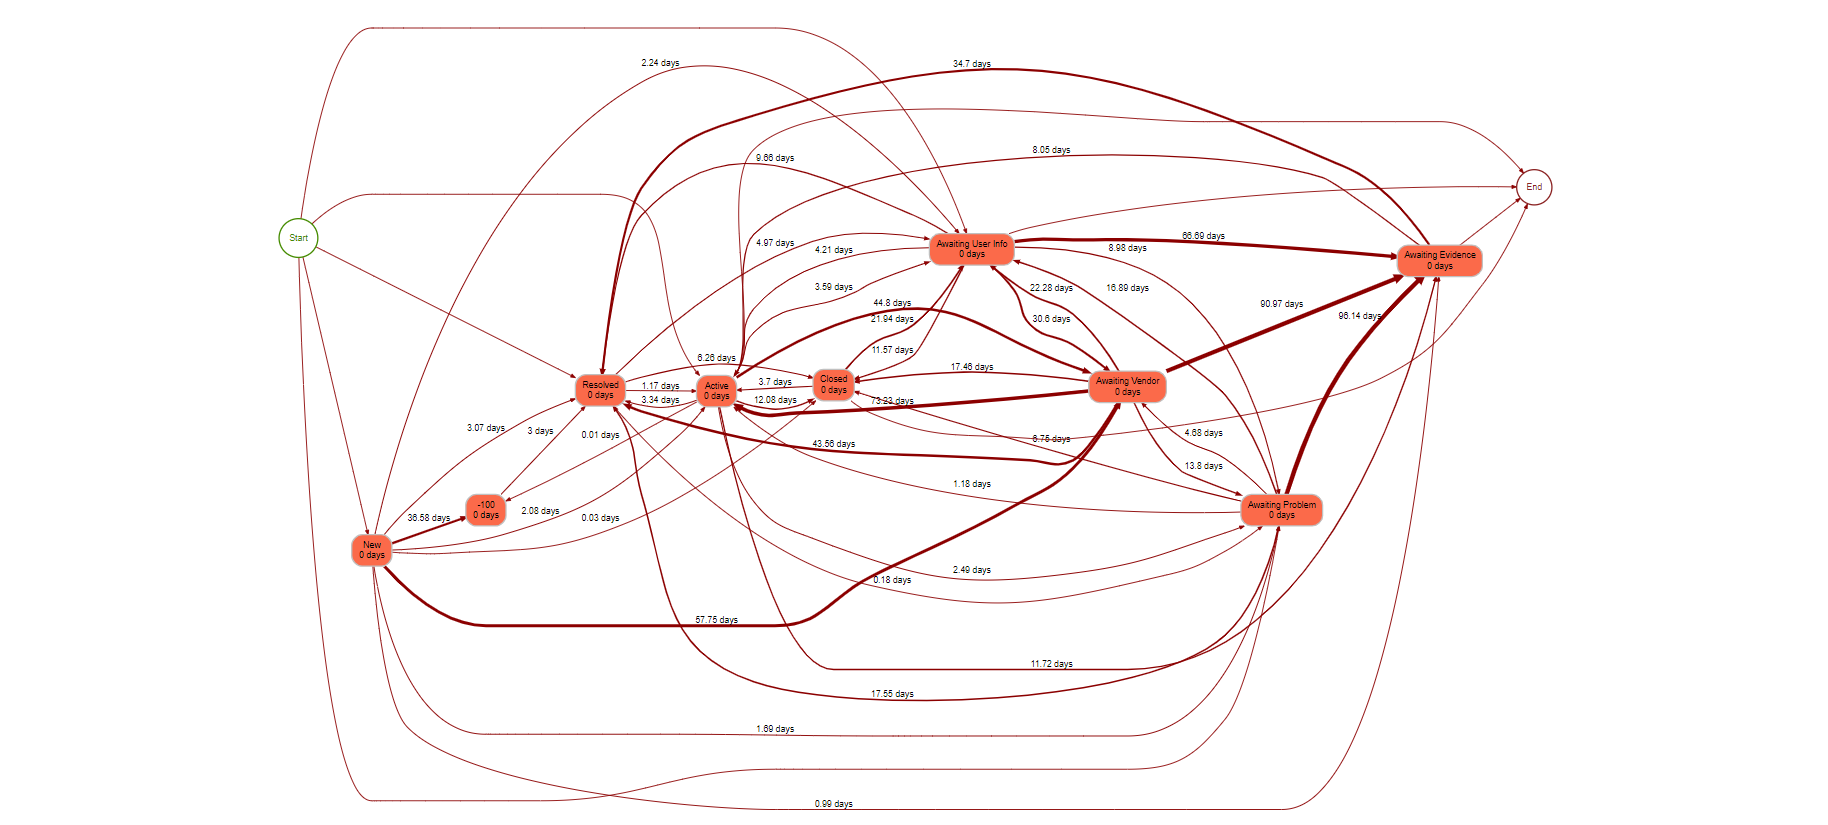 2.24 days
34.7 days
9.66 days
8.05 days
End
Start
4.97 days
4.21 days
Awaiting User Info
0 days
66.69 days
8.98 days
Awaiting Evidence
0 days
3.59 days
22.28 days
16.89 days
44.8 days
21.94 days
30.6 days
90.97 days
96.14 days
11.57 days
6.26 days
17.46 days
Resolved
0 days
1.17 days
3.34 days
Active
0 days
3.7 days
12.08 days
Closed
0 days
Awaiting Vendor
0 days
73.23 days
3.07 days
3 days
0.01 days
43.56 days
6.75 days
4.68 days
13.8 days
1.18 days
-100
0 days
36.58 days
2.08 days
0.03 days
Awaiting Problem
0 days
New
0 days
2.49 days
0.18 days
57.75 days
11.72 days
17.55 days
1.69 days
0.99 days